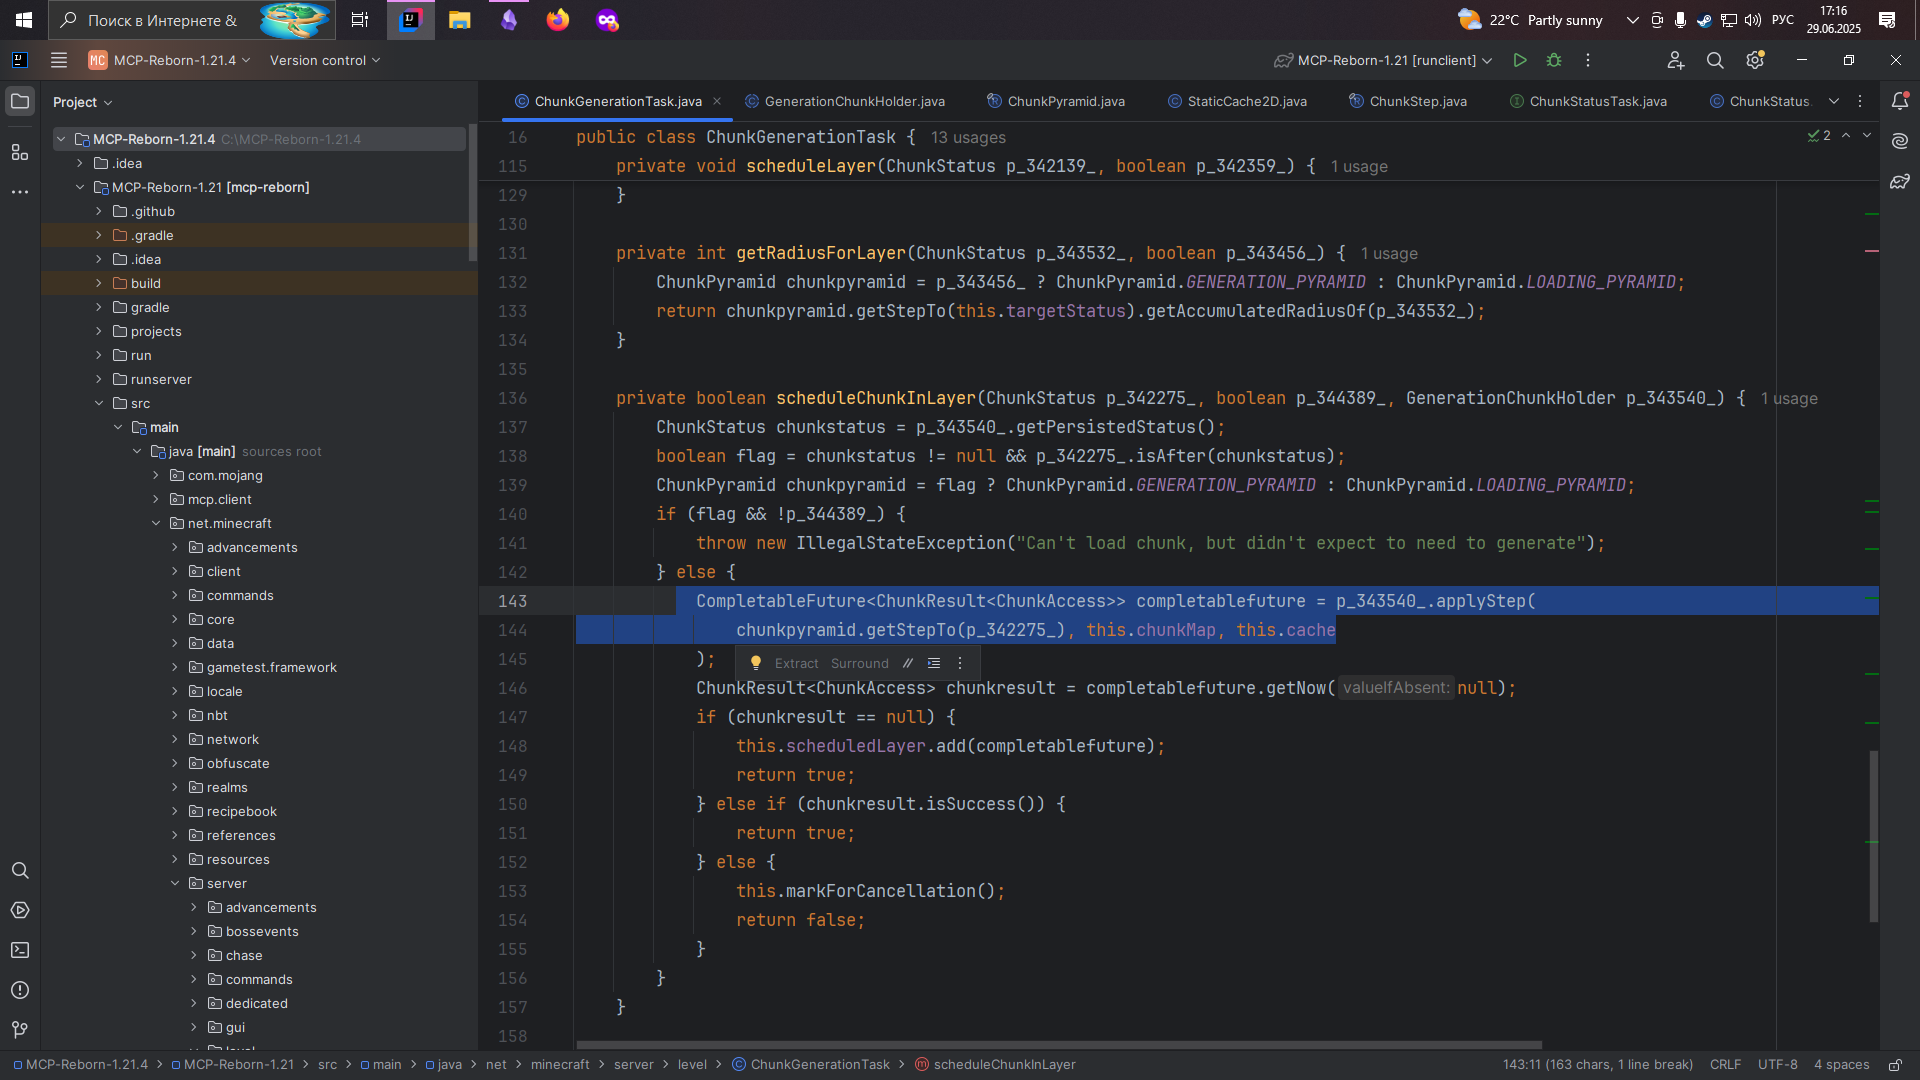 Поиск в Интернете &
22°C Partly sunny
РУС
17:16
29.06.2025
MC MCP-Reborn-1.21.4
Version control
MCP-Reborn-1.21 [runclient]
Project
MCP-Reborn-1.21.4 C:\MCP-Reborn-1.21.4
.idea
MCP-Reborn-1.21 [mcp-reborn]
.github
.gradle
.idea
build
gradle
projects
run
runserver
src
main
java [main] sources root
com.mojang
mcp.client
net.minecraft
advancements
client
commands
core
data
gametest.framework
locale
nbt
network
obfuscate
realms
recipebook
references
resources
server
advancements
bossevents
chase
commands
dedicated
gui
level
ChunkGenerationTask.java
GenerationChunkHolder.java
ChunkPyramid.java
StaticCache2D.java
ChunkStep.java
ChunkStatusTask.java
ChunkStatus.
2
16 public class ChunkGenerationTask { 13 usages
115 private void scheduleLayer(ChunkStatus p_342139_, boolean p_342359_) { 1 usage
129 }
130
131 private int getRadiusForLayer(ChunkStatus p_343532_, boolean p_343456_) { 1 usage
132 ChunkPyramid chunkpyramid = p_343456_ ? ChunkPyramid.GENERATION_PYRAMID : ChunkPyramid.LOADING_PYRAMID;
133 return chunkpyramid.getStepTo(this.targetStatus).getAccumulatedRadiusOf(p_343532_);
134 }
135
136 private boolean scheduleChunkInLayer(ChunkStatus p_342275_, boolean p_344389_, GenerationChunkHolder p_343540_) { 1 usage
137 ChunkStatus chunkstatus = p_343540_.getPersistedStatus();
138 boolean flag = chunkstatus != null && p_342275_.isAfter(chunkstatus);
139 ChunkPyramid chunkpyramid = flag ? ChunkPyramid.GENERATION_PYRAMID : ChunkPyramid.LOADING_PYRAMID;
140 if (flag && !p_344389_) {
141 throw new IllegalStateException("Can't load chunk, but didn't expect to need to generate");
142 } else {
143 CompletableFuture<ChunkResult<ChunkAccess>> completablefuture = p_343540_.applyStep(
144 chunkpyramid.getStepTo(p_342275_), this.chunkMap, this.cache
145 );
Extract Surround //
146 ChunkResult<ChunkAccess> chunkresult = completablefuture.getNow( valueIfAbsent: null);
147 if (chunkresult == null) {
148 this.scheduledLayer.add(completablefuture);
149 return true;
150 } else if (chunkresult.isSuccess()) {
151 return true;
152 } else {
153 this.markForCancellation();
154 return false;
155 }
156 }
157 }
158
MCP-Reborn-1.21.4 > MCP-Reborn-1.21 > src > main > java > net > minecraft > server > level > ChunkGenerationTask > scheduleChunkInLayer
143:11 (163 chars, 1 line break) CRLF UTF-8 4 spaces